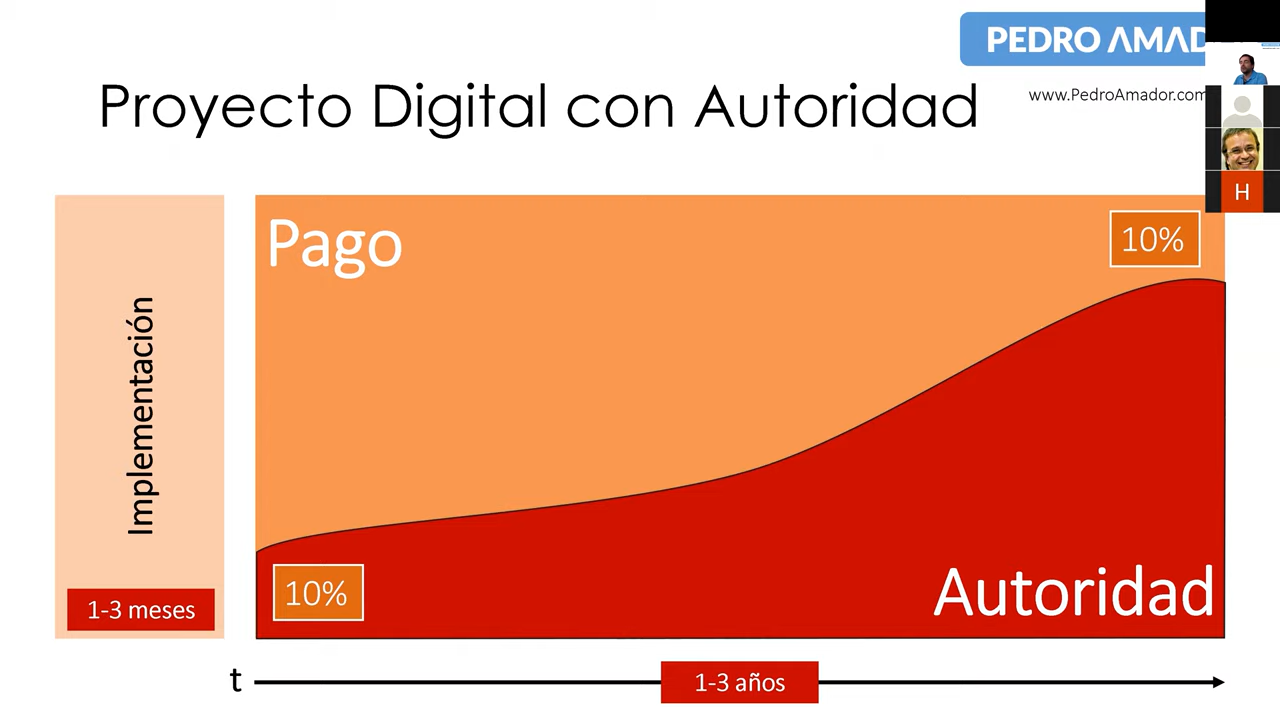 PEDRO AMAD
Proyecto Digital con Autoridad
www.PedroAmador.com
H
Pago
10%
Implementación
1-3 meses
10%
Autoridad
t
1-3 años